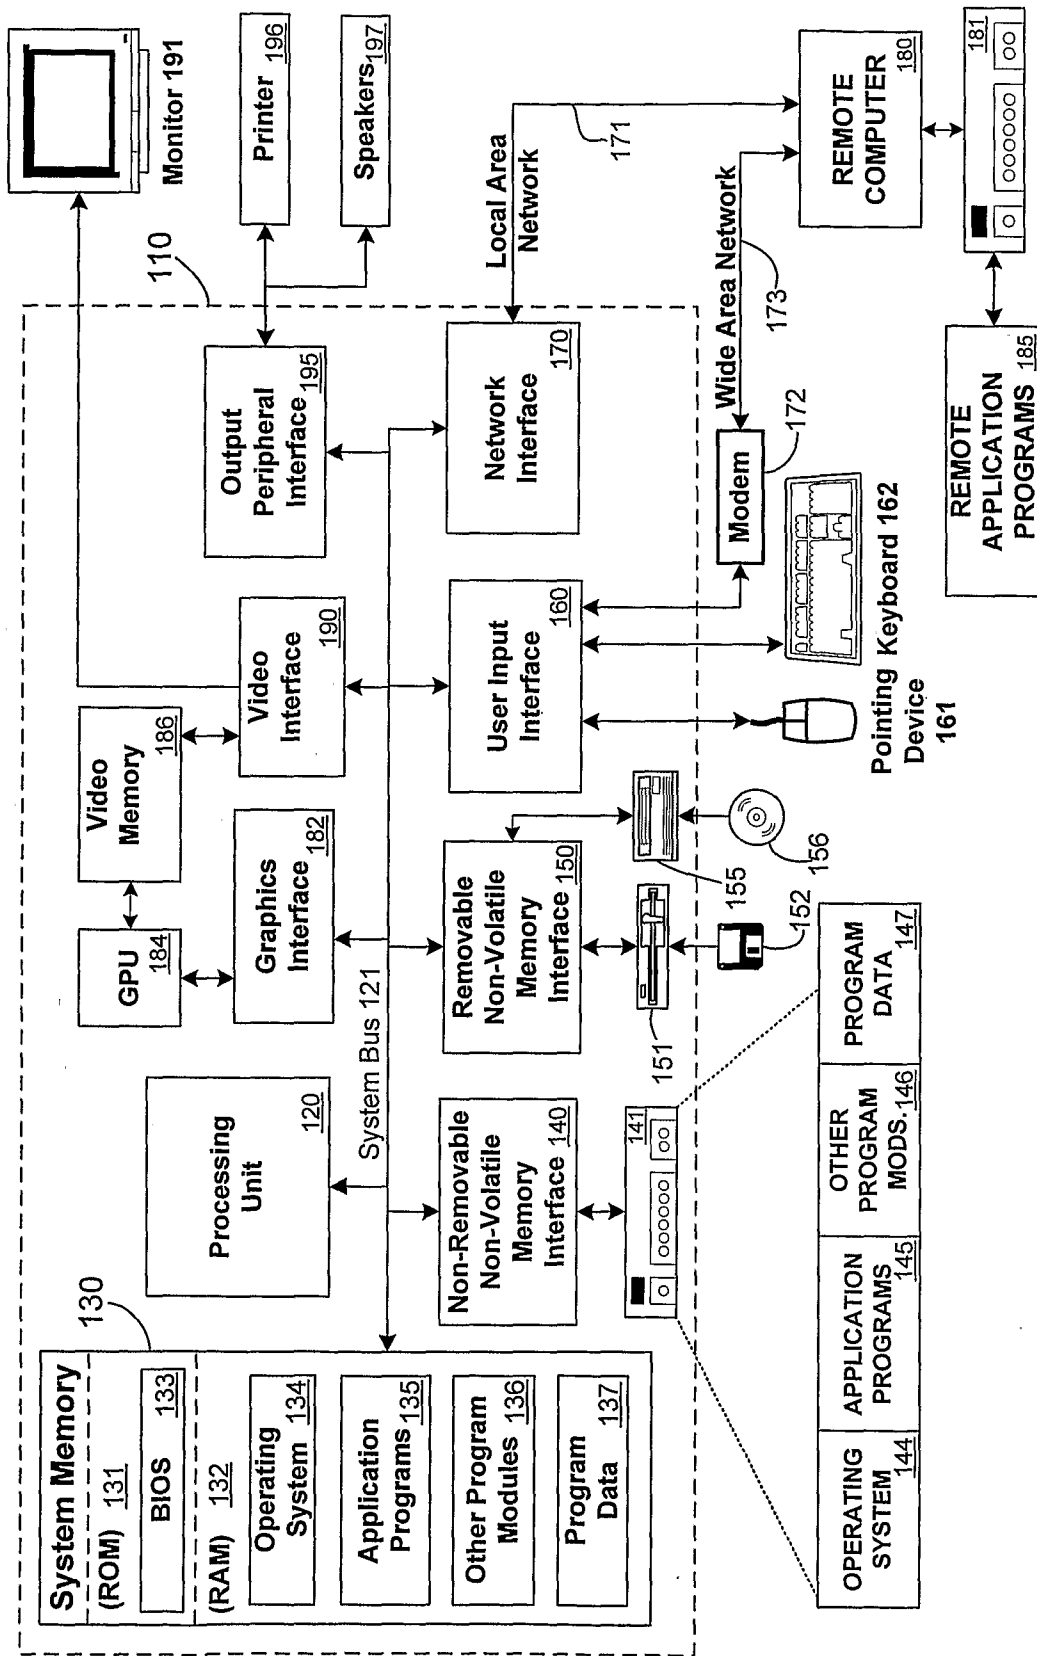 System Memory
(ROM) 131
BIOS 133
(RAM) 132
Operating
System 134
Application
Programs 135
Other Program
Modules 136
Program
Data 137
130
Processing
Unit
120
System Bus 121
GPU
184
Video
Memory
186
Graphics
Interface
182
Video
Interface
190
Output
Peripheral
Interface 195
110
Monitor 191
Printer 196
Speakers 197
Non-Removable
Non-Volatile
Memory
Interface 140
Removable
Non-Volatile
Memory
Interface 150
User Input
Interface
160
Network
Interface
170
Local Area
Network
171
141
151
155
152
156
Pointing
Device
161
Keyboard 162
Modem
172
Wide Area Network
173
REMOTE
COMPUTER
180
181
REMOTE
APPLICATION
PROGRAMS 185
OPERATING
SYSTEM 144
APPLICATION
PROGRAMS
145
OTHER
PROGRAM
MODS. 146
PROGRAM
DATA 147